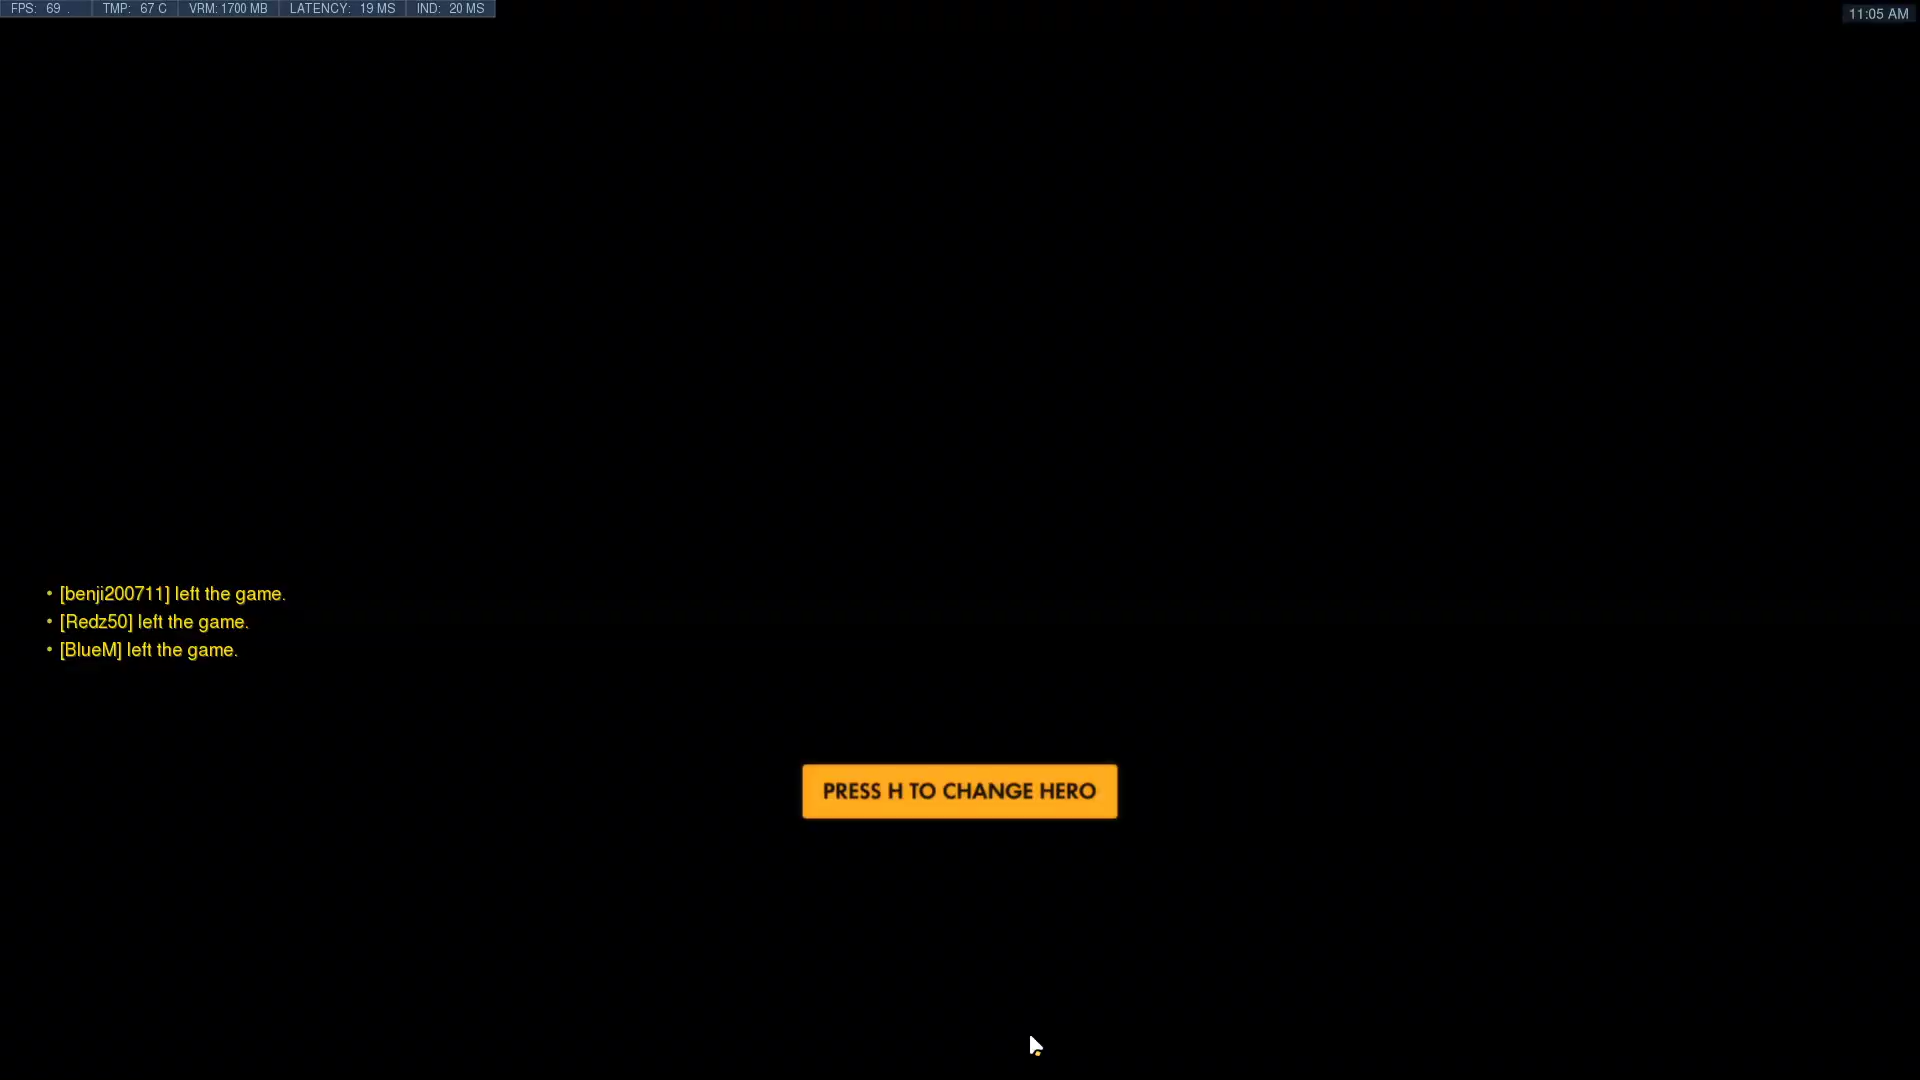 FPS: 69 . TMP: 67 C VRM: 1700 MB LATENCY: 19 MS IND: 20 MS
11:05 AM
• [benji200711] left the game.
• [Redz50] left the game.
• [BlueM] left the game.
PRESS H TO CHANGE HERO